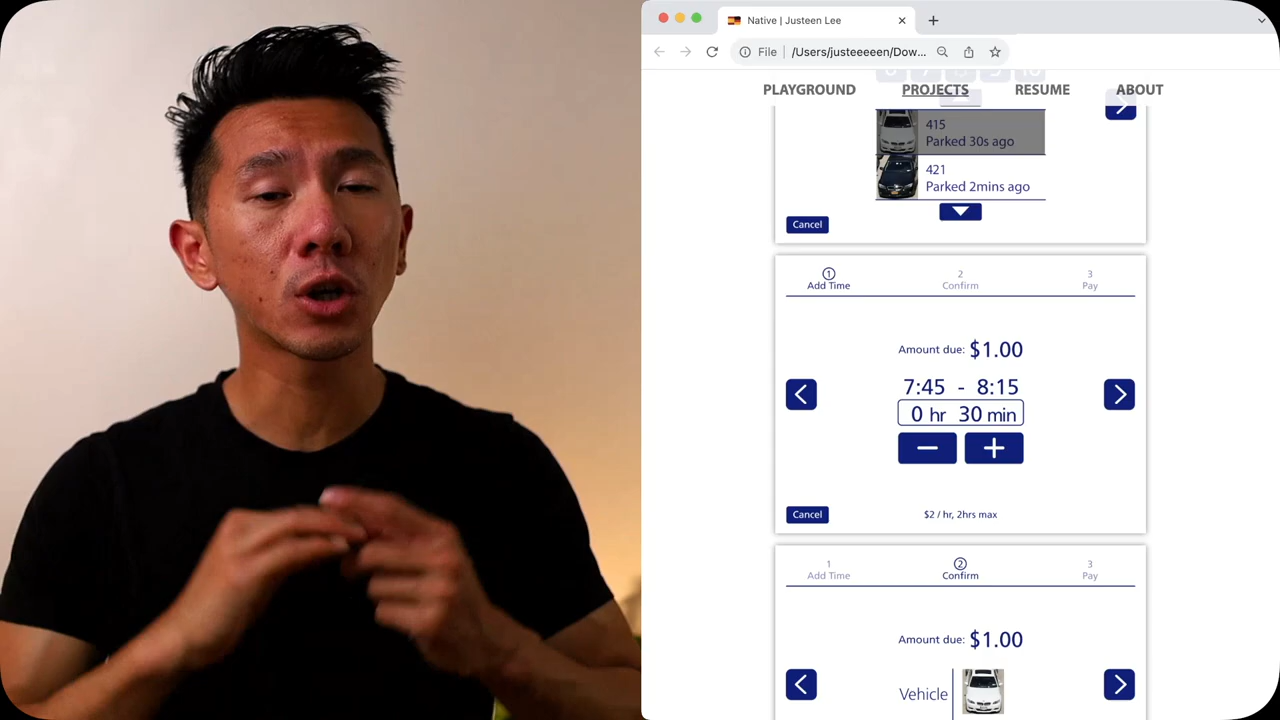 Native | Justeen Lee
File /Users/justeeeeen/Dow...
PLAYGROUND PROJECTS RESUME ABOUT
415
Parked 30s ago
421
Parked 2mins ago
Cancel
1 2 3
Add Time Confirm Pay
Amount due: $1.00
7:45 - 8:15
0 hr 30 min
Cancel
$2 / hr, 2hrs max
1 2 3
Add Time Confirm Pay
Amount due: $1.00
Vehicle